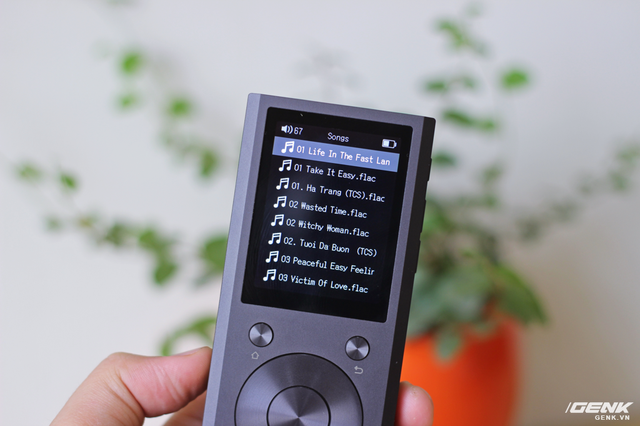 67
Songs
01 Life In The Fast Lan
01 Take It Easy.flac
01. Ha Trang (TCS).flac
02 Wasted Time.flac
02 Witchy Woman.flac
02. Tuoi Da Buon (TCS)
03 Peaceful Easy Feelin
03 Victim Of Love.flac
GENK
GENK.VN